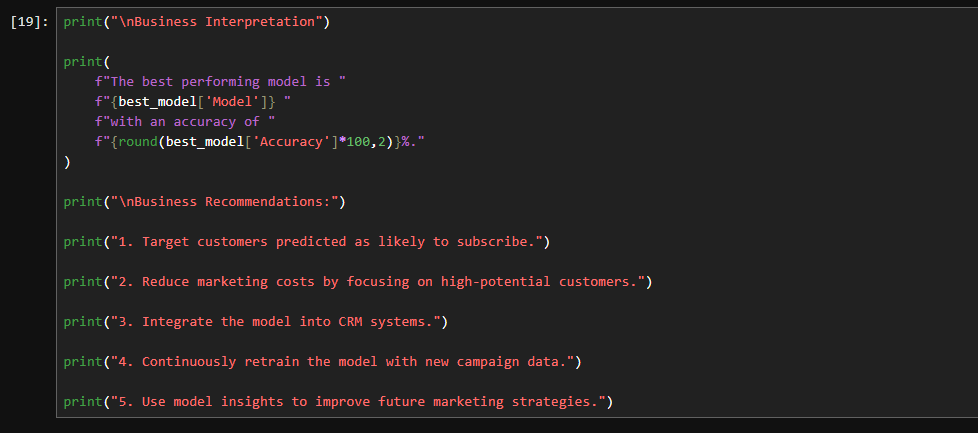 [19]: print("\nBusiness Interpretation")
print(
f"The best performing model is "
f"{best_model['Model']} "
f"with an accuracy of "
f"{round(best_model['Accuracy']*100,2)}%."
)
print("\nBusiness Recommendations:")
print("1. Target customers predicted as likely to subscribe.")
print("2. Reduce marketing costs by focusing on high-potential customers.")
print("3. Integrate the model into CRM systems.")
print("4. Continuously retrain the model with new campaign data.")
print("5. Use model insights to improve future marketing strategies.")